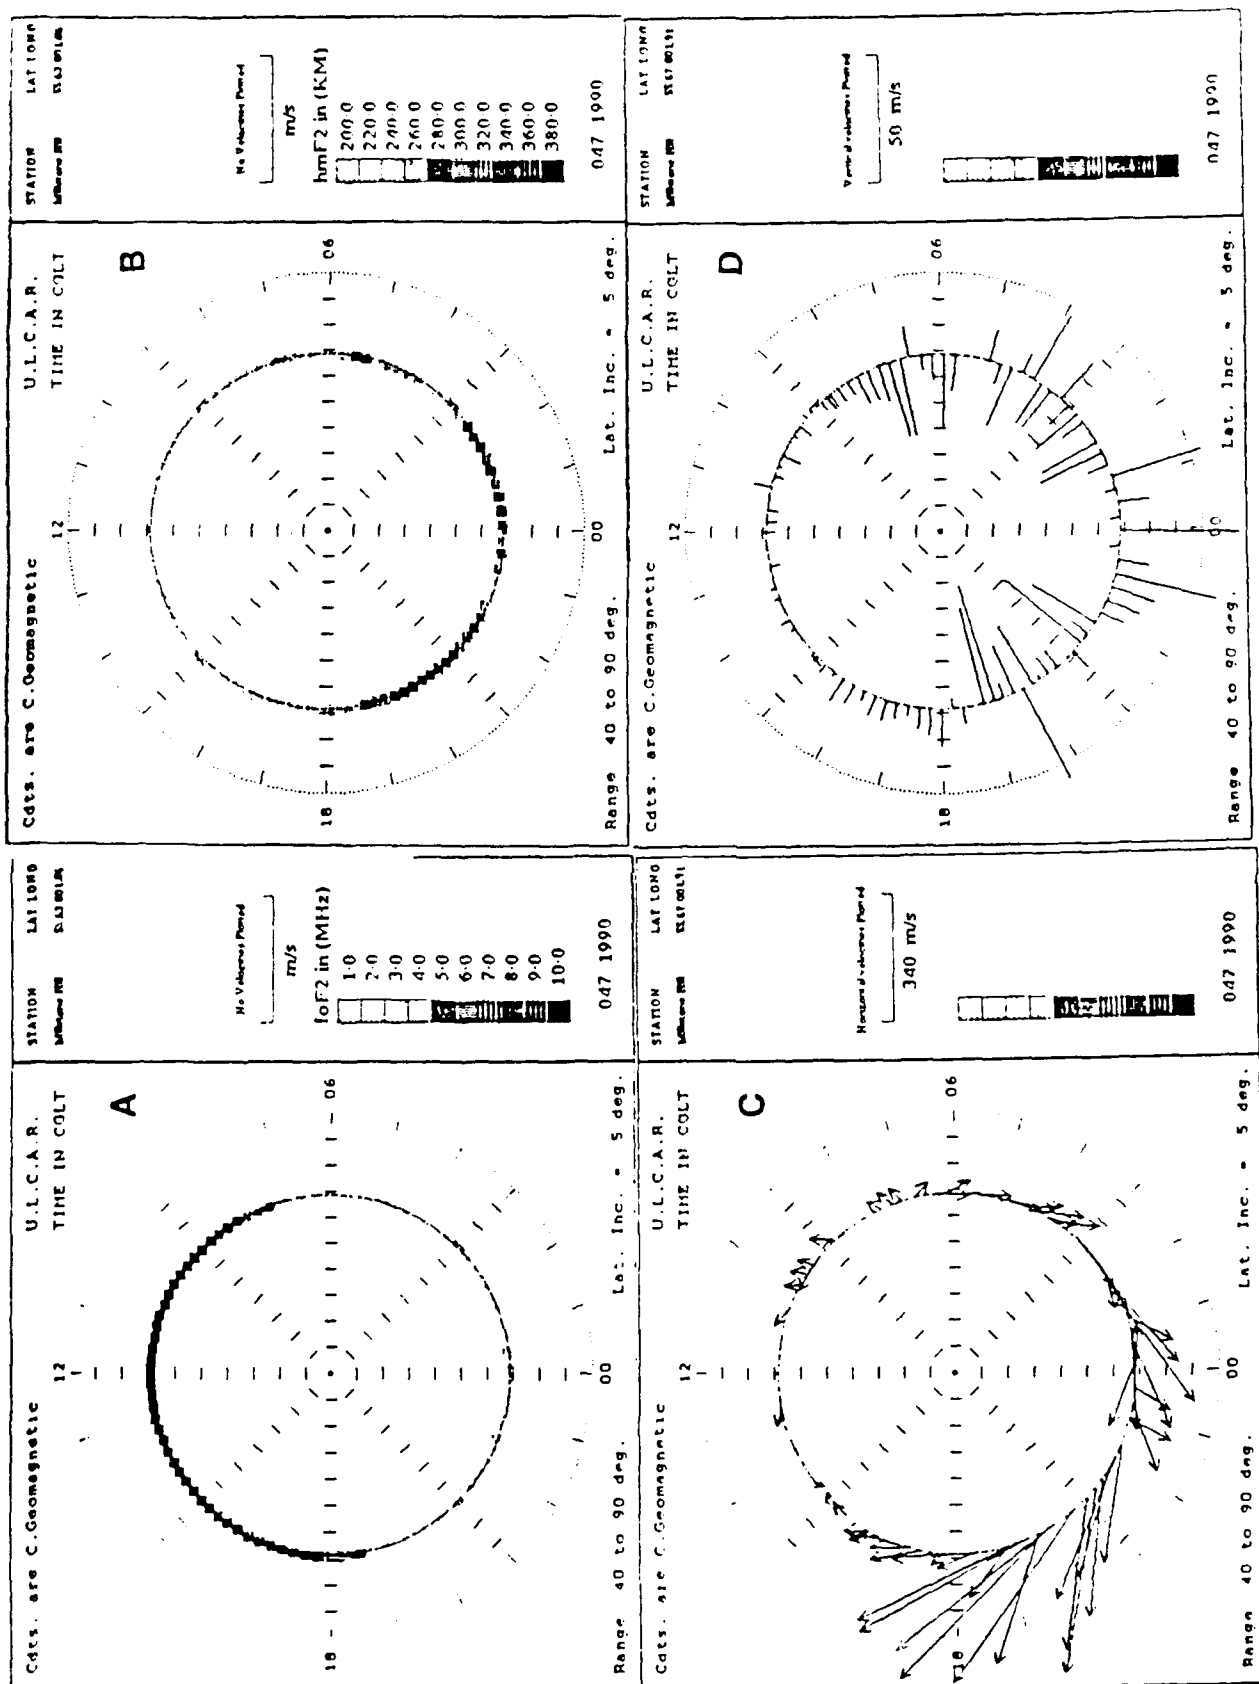 Cdts. are C.Geomagnetic
U.L.C.A.R.
TIME IN CGLT
A
12
18
06
00
Range 40 to 90 deg.
Lat. Inc. = 5 deg.
STATION LAT LONG
No Velocities Plotted
m/s
foF2 in (MHz)
1.0
2.0
3.0
4.0
5.0
6.0
7.0
8.0
9.0
10.0
047 1990
Cdts. are C.Geomagnetic
U.L.C.A.R.
TIME IN CGLT
B
12
18
06
00
Range 40 to 90 deg.
Lat. Inc. = 5 deg.
STATION LAT LONG
No Velocities Plotted
m/s
hmF2 in (KM)
200.0
220.0
240.0
260.0
280.0
300.0
320.0
340.0
360.0
380.0
047 1990
Cdts. are C.Geomagnetic
U.L.C.A.R.
TIME IN CGLT
C
12
18
06
00
Range 40 to 90 deg.
Lat. Inc. = 5 deg.
STATION LAT LONG
Horizontal velocities Plotted
340 m/s
047 1990
Cdts. are C.Geomagnetic
U.L.C.A.R.
TIME IN CGLT
D
12
18
06
00
Range 40 to 90 deg.
Lat. Inc. = 5 deg.
STATION LAT LONG
Vertical velocities Plotted
50 m/s
047 1990